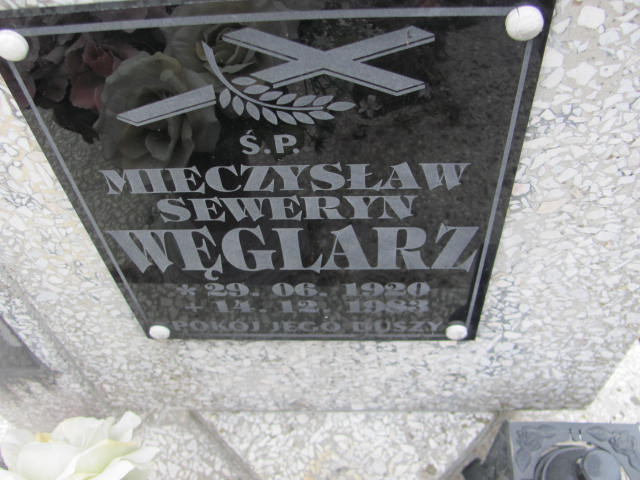 Ś.P.
MIECZYSŁAW
SEWERYN
WĘGLARZ
* 29. 06. 1920
+ 14. 12. 1983
POKÓJ JEGO DUSZY